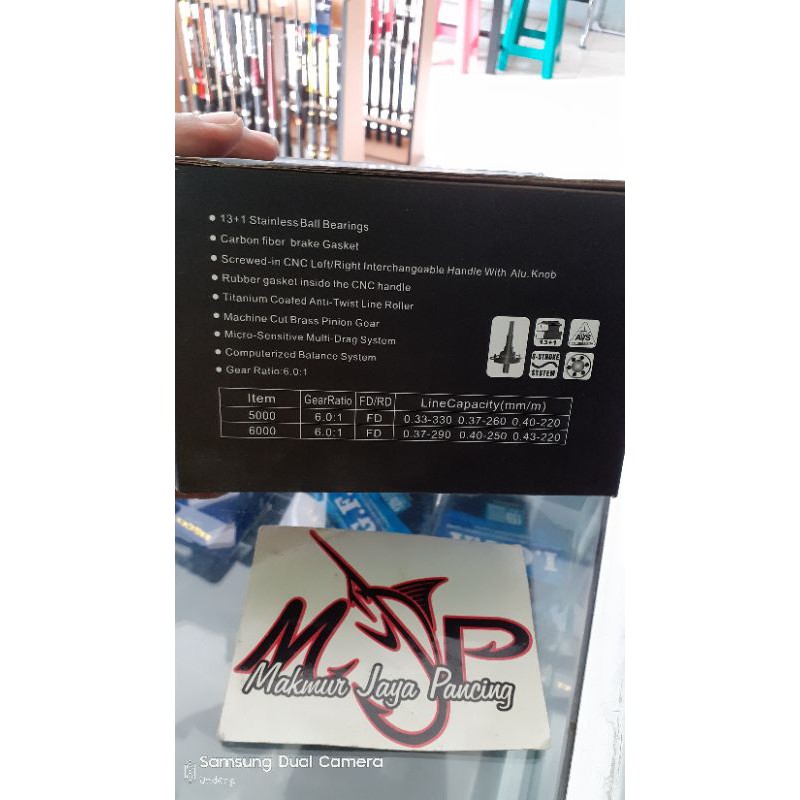 13+1 Stainless Ball Bearings
Carbon fiber brake Gasket
Screwed-in CNC Left/Right Interchangeable Handle With Alu. Knob
Rubber gasket inside the CNC handle
Titanium Coated Anti-Twist Line Roller
Machine Cut Brass Pinion Gear
Micro-Sensitive Multi-Drag System
Computerized Balance System
Gear Ratio:6.0:1
13+1 AVS
S-STROKE
SYSTEM
Item GearRatio FD/RD LineCapacity(mm/m)
5000 6.0:1 FD 0.33-330 0.37-260 0.40-220
6000 6.0:1 FD 0.37-290 0.40-250 0.43-220
MJP
Makmur Jaya Pancing
Samsung Dual Camera